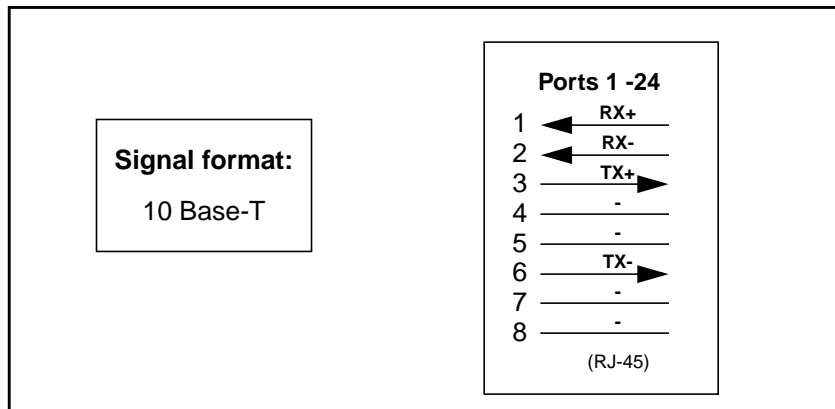 Signal format:
10 Base-T
Ports 1 -24
1 RX+
2 RX-
3 TX+
4 -
5 -
6 TX-
7 -
8 -
(RJ-45)